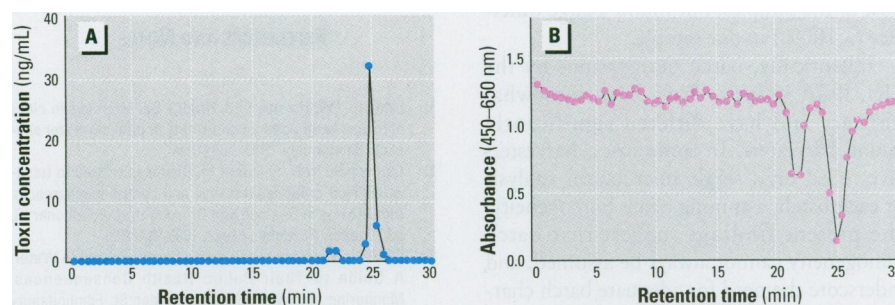 A
40
30
20
10
0
Toxin concentration (ng/mL)
0 5 10 15 20 25 30
Retention time (min)
B
1.5
1.0
0.5
0.0
Absorbance (450–650 nm)
0 5 10 15 20 25 3
Retention time (min)